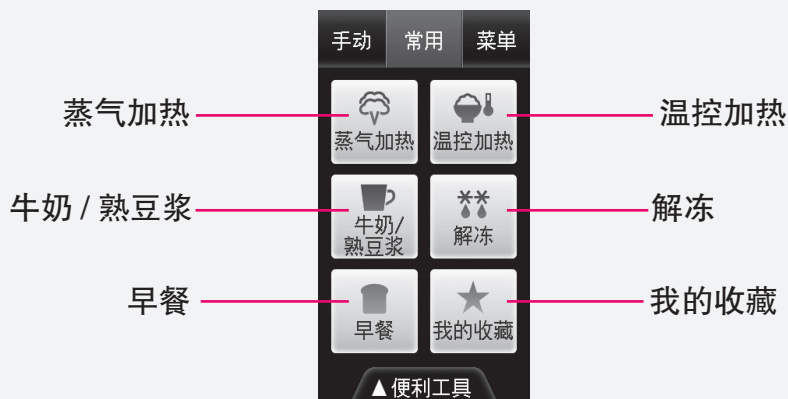 手动 常用 菜单
蒸气加热
蒸气加热
温控加热
温控加热
牛奶 / 熟豆浆
牛奶/
熟豆浆
解冻
解冻
早餐
早餐
我的收藏
我的收藏
▲便利工具